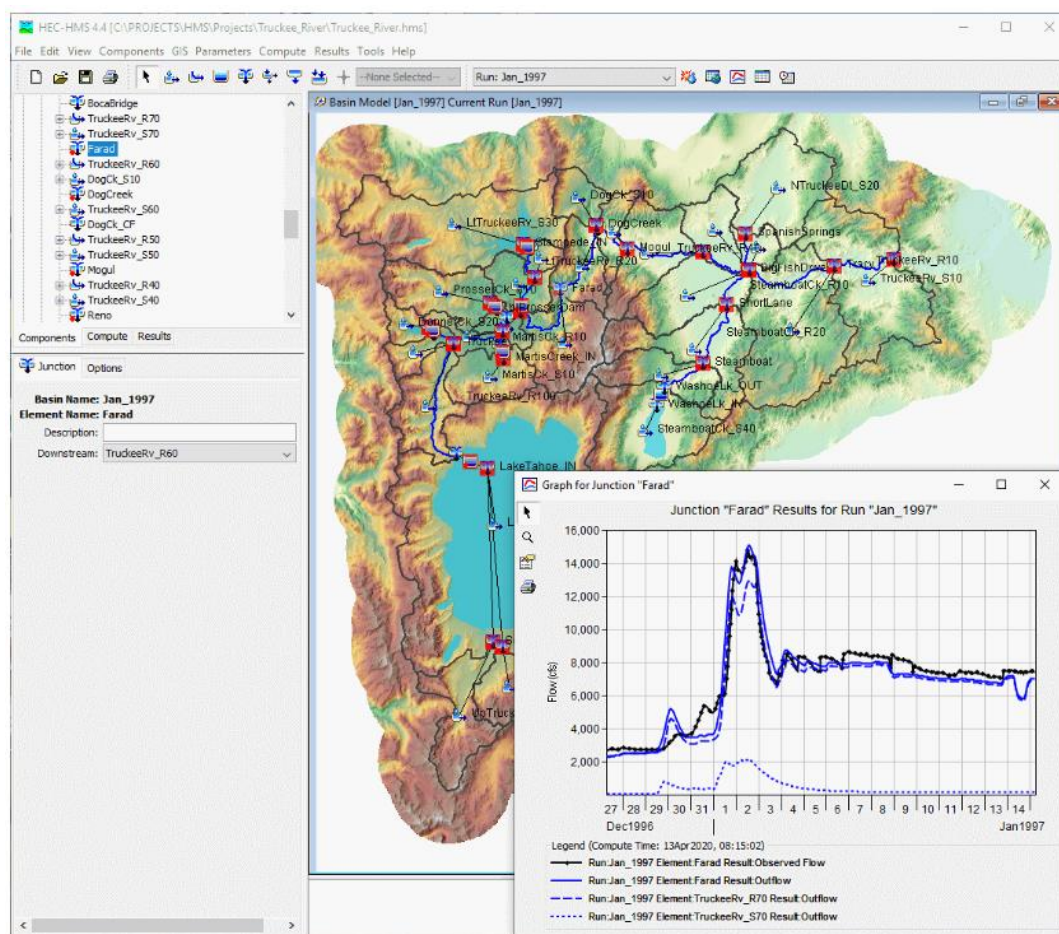 HEC-HMS 4.4 [C:\PROJECTS\HMS\Projects\Truckee_River\Truckee_River.hms]
File Edit View Components GIS Parameters Compute Results Tools Help
--None Selected--
Run: Jan_1997
BocaBridge
TruckeeRv_R70
TruckeeRv_S70
Farad
TruckeeRv_R60
DogCk_S10
DogCreek
TruckeeRv_S60
DogCk_CF
TruckeeRv_R50
TruckeeRv_S50
Mogul
TruckeeRv_R40
TruckeeRv_S40
Reno
Components Compute Results
Junction Options
Basin Name: Jan_1997
Element Name: Farad
Description:
Downstream: TruckeeRv_R60
Basin Model [Jan_1997] Current Run [Jan_1997]
DogCk_S10
NTruckeeDt_S20
LtTruckeeRv_S30
DogCreek
SpanishSprings
Stampede_IN
Mogul
LtTruckeeRv_R20
Tracy
TruckeeRv_R10
Farad
SteamboatCk_R10
TruckeeRv_S10
ShortLane
DonnerCk_S20
MartisCk_R10
SteamboatCk_R20
MartisCreek_IN
Steamboat
MartisCk_S10
WasheeLk_OUT
TruckeeRv_R100
WashoeLk_IN
SteamboatCk_S40
LakeTahoe_IN
Graph for Junction "Farad"
Junction "Farad" Results for Run "Jan_1997"
16,000
14,000
12,000
10,000
8,000
6,000
4,000
2,000
Flow (cfs)
27 28 29 30 31 1 2 3 4 5 6 7 8 9 10 11 12 13 14
Dec1996 Jan1997
Legend (Compute Time: 13Apr2020, 08:15:02)
Run:Jan_1997 Element:Farad Result:Observed Flow
Run:Jan_1997 Element:Farad Result:Outflow
Run:Jan_1997 Element:TruckeeRv_R70 Result:Outflow
Run:Jan_1997 Element:TruckeeRv_S70 Result:Outflow